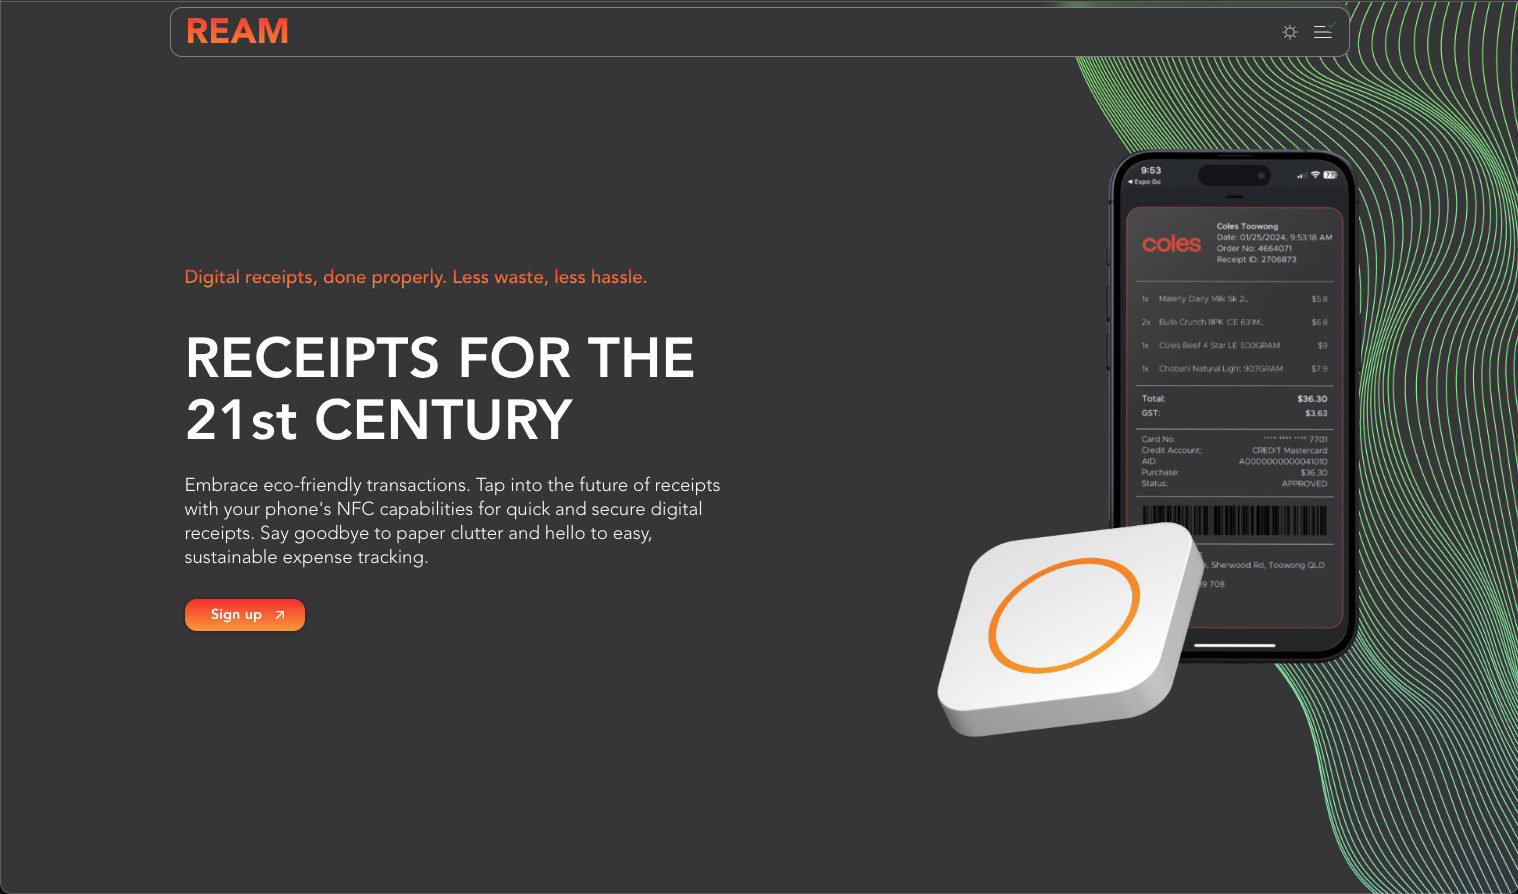 REAM
Digital receipts, done properly. Less waste, less hassle.
RECEIPTS FOR THE
21st CENTURY
Embrace eco-friendly transactions. Tap into the future of receipts
with your phone's NFC capabilities for quick and secure digital
receipts. Say goodbye to paper clutter and hello to easy,
sustainable expense tracking.
Sign up
9:53
77
Expo Go
coles
Coles Toowong
Date: 01/25/2024, 9:53:18 AM
Order No: 4664071
Receipt ID: 2706873
1x Maleny Dairy Milk Sk 2... $5.8
2x Bulla Crunch 8PK ICE 631ML $6.8
1x Coles Beef 4 Star LE 500GRAM $9
1x Chobani Natural Light 907GRAM $7.9
Total: $36.30
GST: $3.63
Card No. **** **** **** 7701
Credit Account: CREDIT Mastercard
AID: A0000000000041010
Purchase: $36.30
Status: APPROVED
, Sherwood Rd, Toowong QLD
9 708